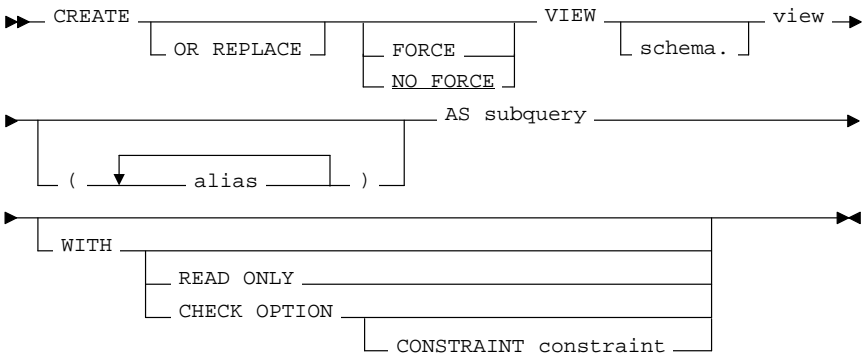 CREATE VIEW view
OR REPLACE FORCE schema.
NO FORCE
AS subquery
( alias )
WITH
READ ONLY
CHECK OPTION
CONSTRAINT constraint